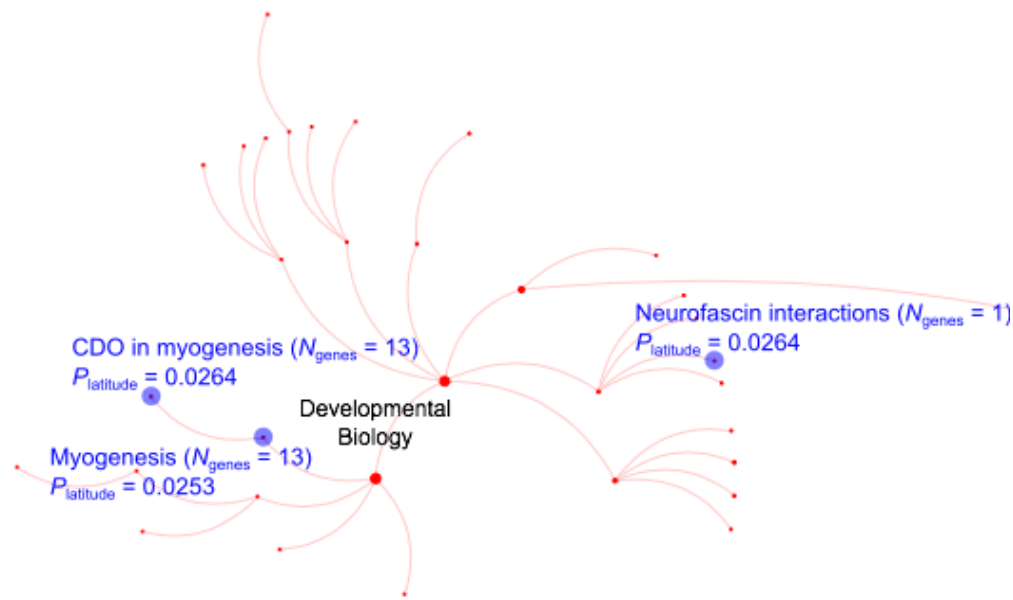 Neurofascin interactions (Ngenes = 1)
Platitude = 0.0264
CDO in myogenesis (Ngenes = 13)
Platitude = 0.0264
Developmental
Biology
Myogenesis (Ngenes = 13)
Platitude = 0.0253